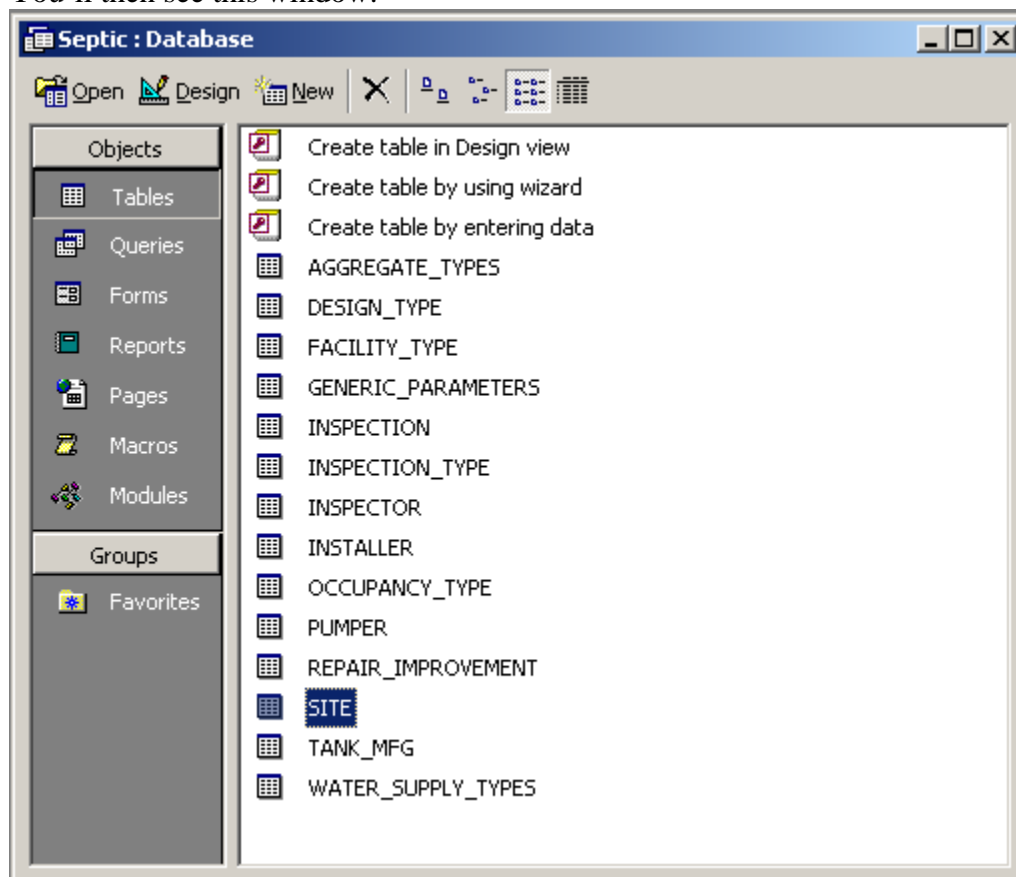 You'll then see this window:
Septic : Database
Open Design New
Objects
Tables
Queries
Forms
Reports
Pages
Macros
Modules
Groups
Favorites
Create table in Design view
Create table by using wizard
Create table by entering data
AGGREGATE_TYPES
DESIGN_TYPE
FACILITY_TYPE
GENERIC_PARAMETERS
INSPECTION
INSPECTION_TYPE
INSPECTOR
INSTALLER
OCCUPANCY_TYPE
PUMPER
REPAIR_IMPROVEMENT
SITE
TANK_MFG
WATER_SUPPLY_TYPES